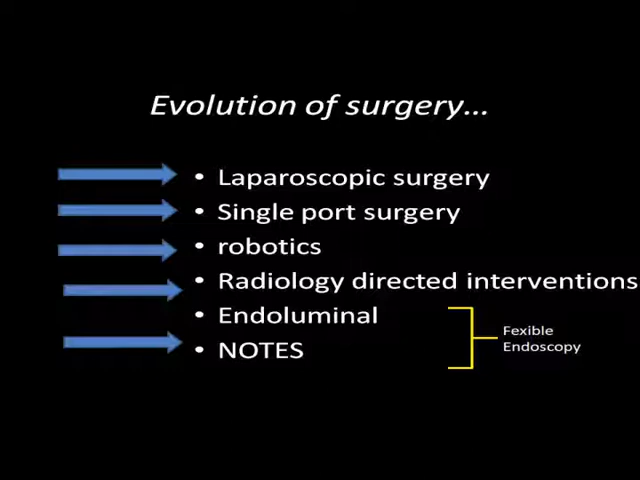 Evolution of surgery...
• Laparoscopic surgery
• Single port surgery
• robotics
• Radiology directed interventions
• Endoluminal
• NOTES
Fexible
Endoscopy